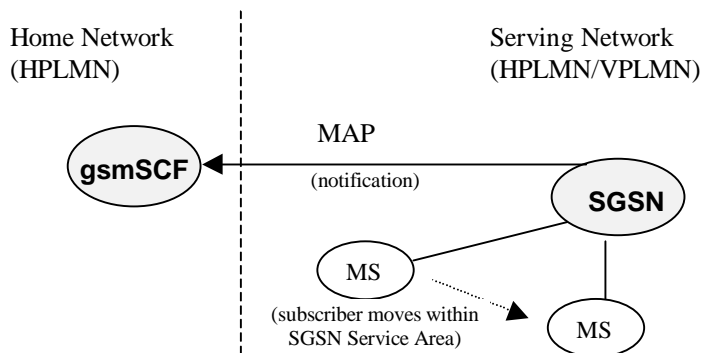 Home Network
(HPLMN)
Serving Network
(HPLMN/VPLMN)
MAP
(notification)
gsmSCF
SGSN
MS
(subscriber moves within
SGSN Service Area)
MS